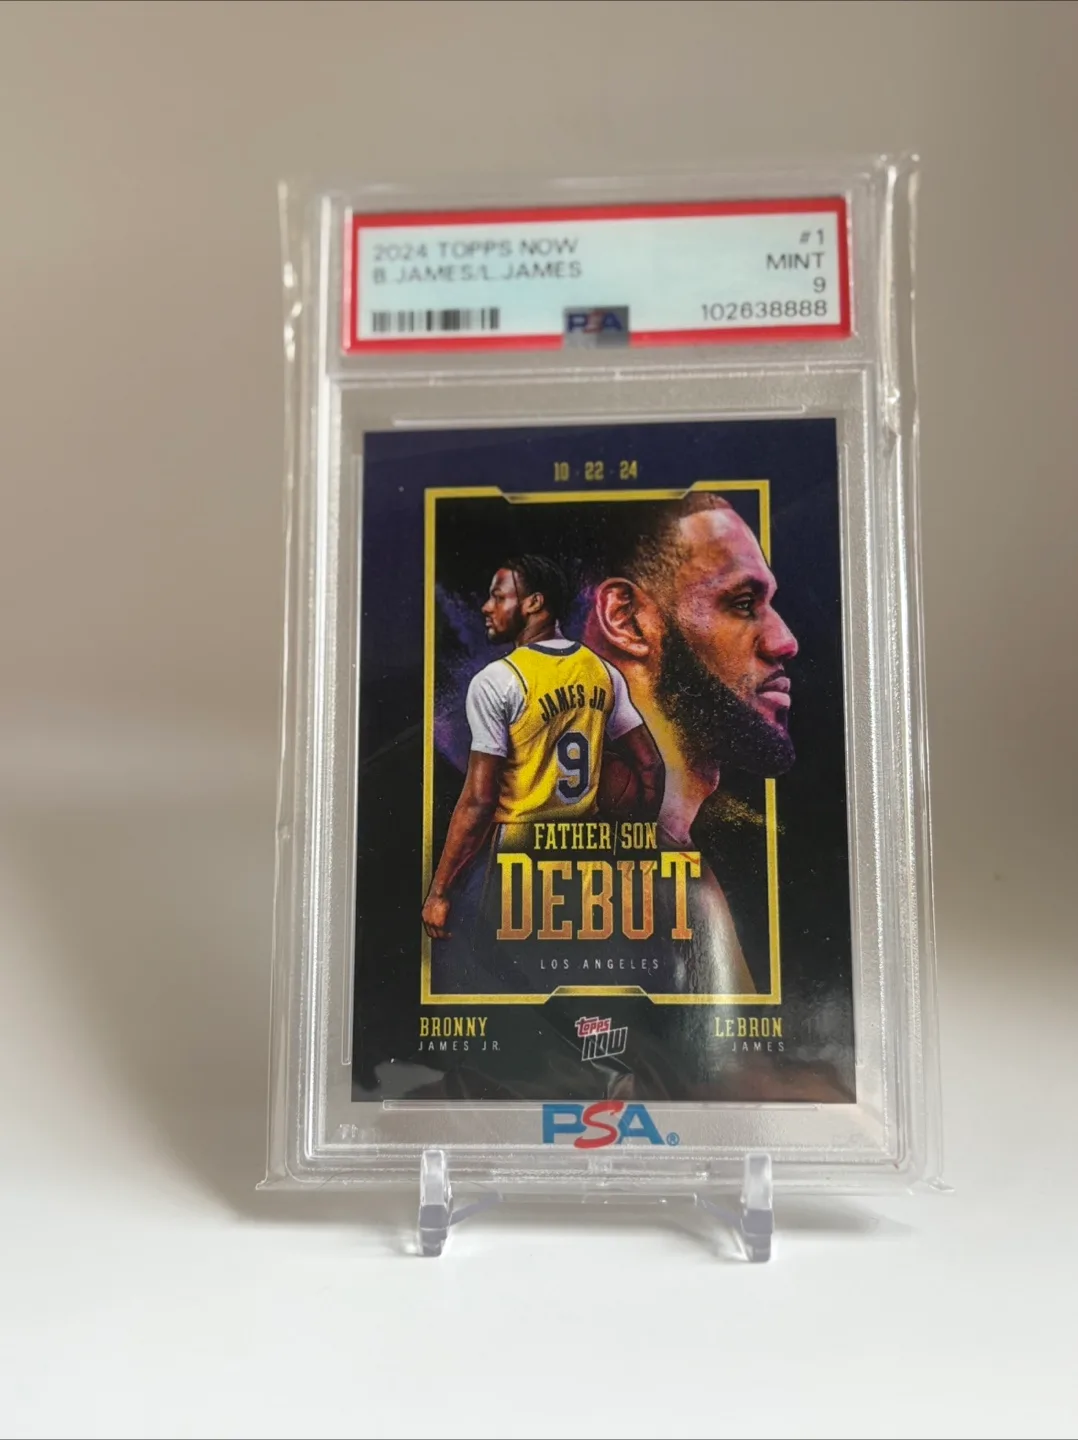 2024 TOPPS NOW #1
B.JAMES/L.JAMES MINT
9
PSA 102638888
10 · 22 · 24
JAMES JR
9
FATHER/SON
DEBUT
LOS ANGELES
BRONNY
JAMES JR.
TOPPS
NOW
LEBRON
JAMES
PSA®